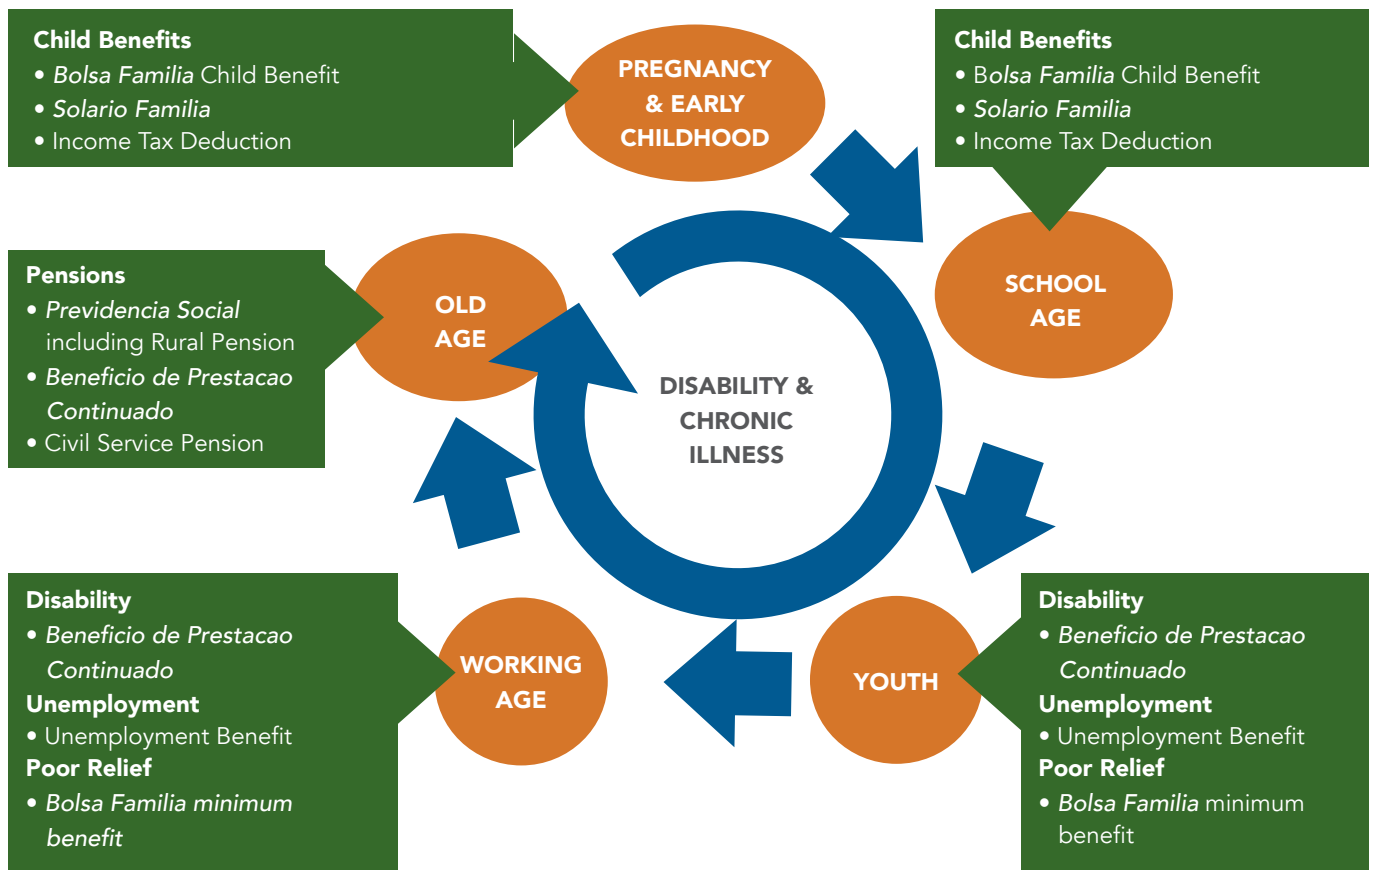 Child Benefits
• Bolsa Familia Child Benefit
• Solario Familia
• Income Tax Deduction
PREGNANCY
& EARLY
CHILDHOOD
Child Benefits
• Bolsa Familia Child Benefit
• Solario Familia
• Income Tax Deduction
SCHOOL
AGE
Pensions
• Previdencia Social
including Rural Pension
• Beneficio de Prestacao
Continuado
• Civil Service Pension
OLD
AGE
DISABILITY &
CHRONIC
ILLNESS
Disability
• Beneficio de Prestacao
Continuado
Unemployment
• Unemployment Benefit
Poor Relief
• Bolsa Familia minimum
benefit
WORKING
AGE
YOUTH
Disability
• Beneficio de Prestacao
Continuado
Unemployment
• Unemployment Benefit
Poor Relief
• Bolsa Familia minimum
benefit